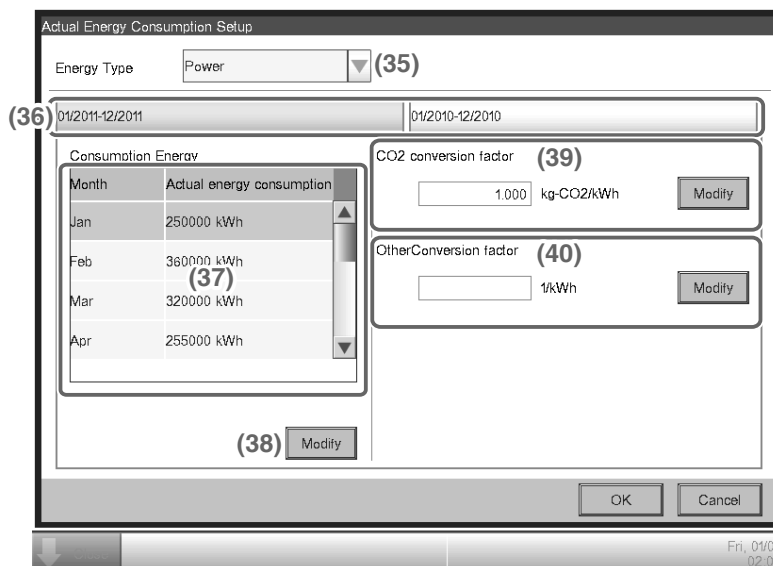 Actual Energy Consumption Setup
Energy Type Power (35)
(36) 01/2011-12/2011 01/2010-12/2010
Consumption Energy
Month Actual energy consumption
Jan 250000 kWh
Feb 360000 kWh
(37)
Mar 320000 kWh
Apr 255000 kWh
(38) Modify
CO2 conversion factor (39)
1.000 kg-CO2/kWh Modify
OtherConversion factor (40)
1/kWh Modify
OK Cancel
Fri, 01/0
02:0